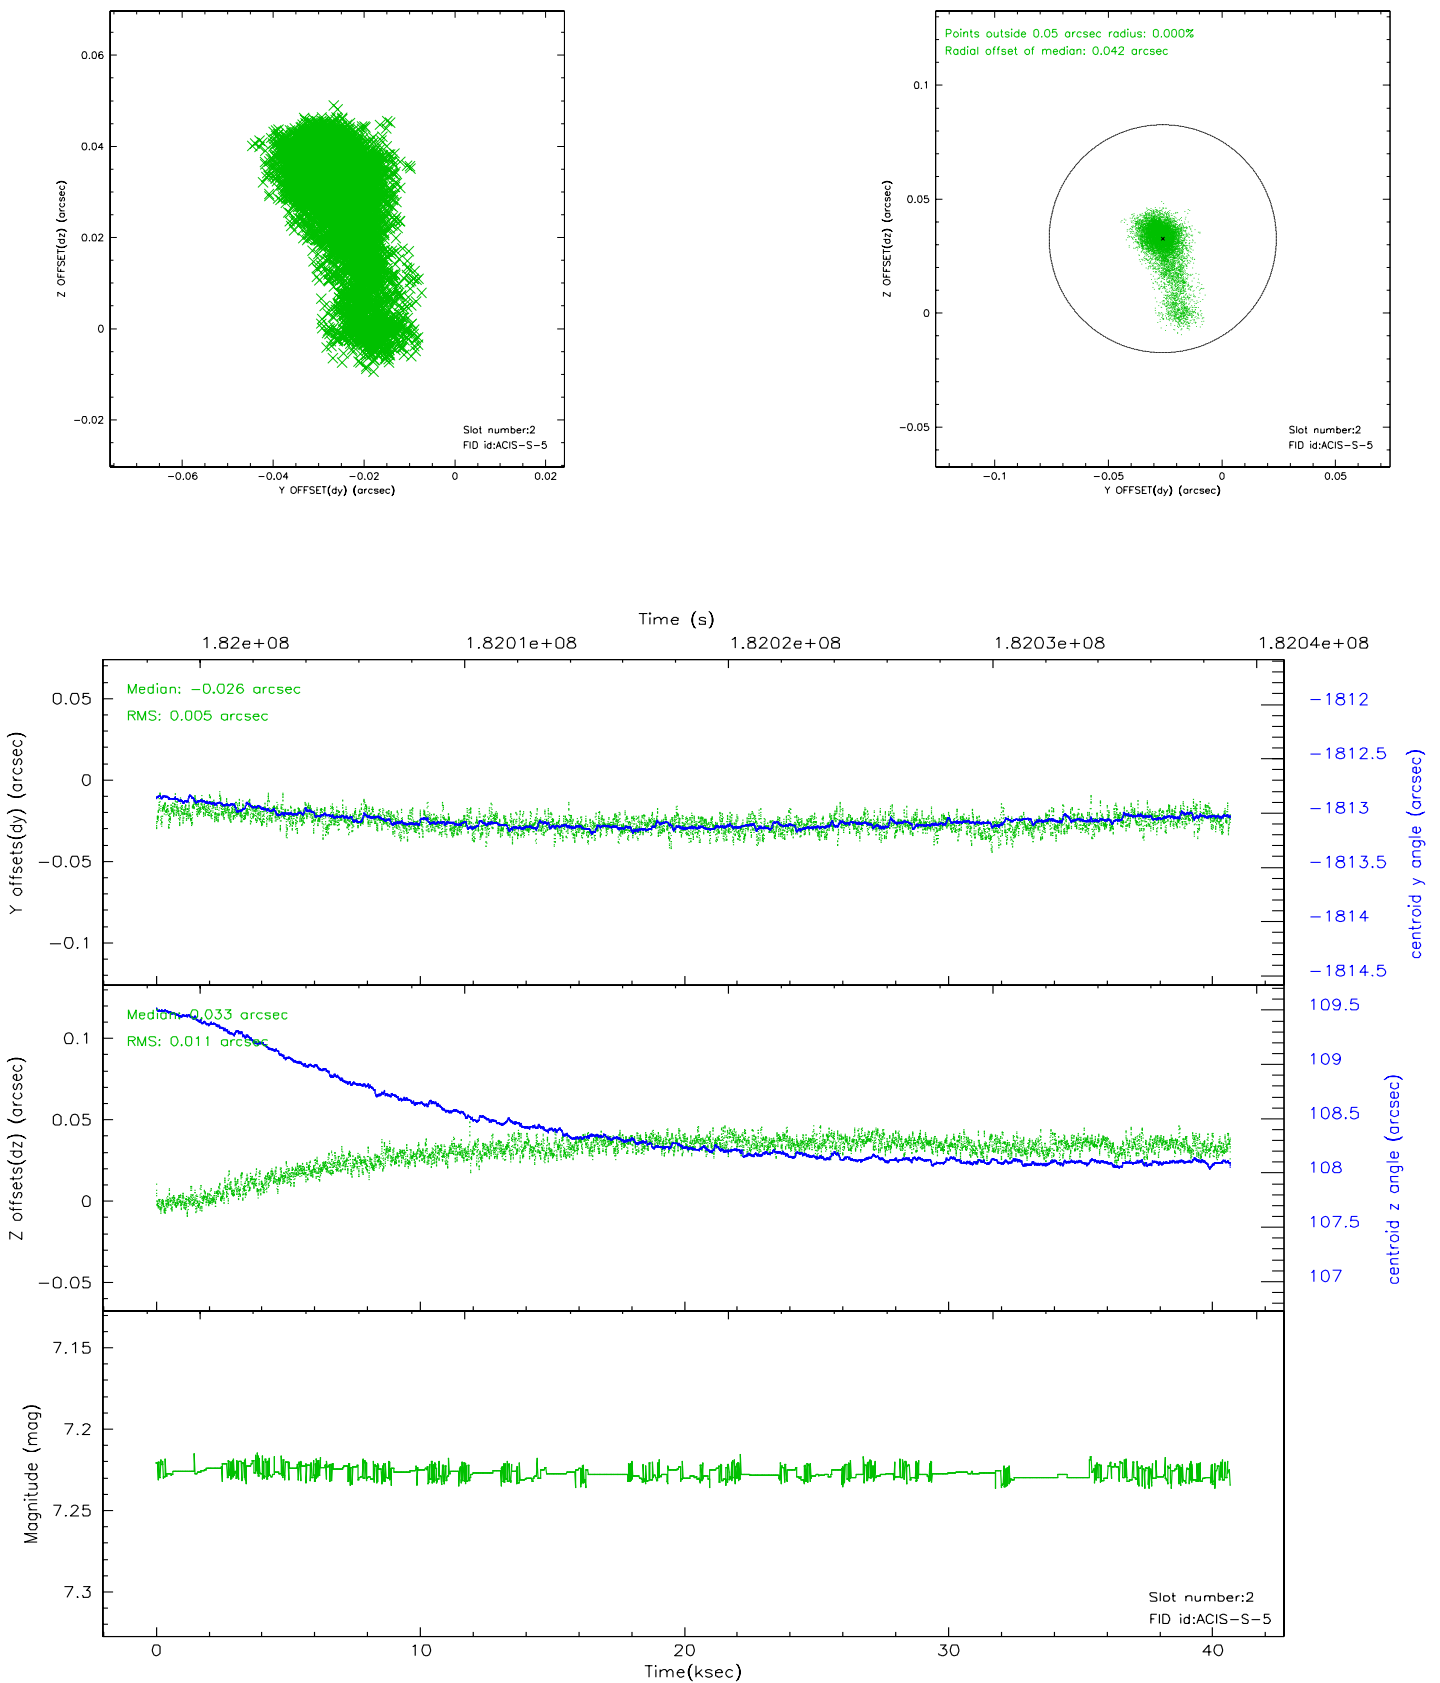 0.06
0.04
0.02
0
−0.02
Z OFFSET(dz) (arcsec)
−0.06
−0.04
−0.02
0
0.02
Y OFFSET(dy) (arcsec)
Slot number:2
FID id:ACIS−S−5
Points outside 0.05 arcsec radius: 0.000%
Radial offset of median: 0.042 arcsec
0.1
0.05
0
−0.05
Z OFFSET(dz) (arcsec)
−0.1
−0.05
0
0.05
Y OFFSET(dy) (arcsec)
Slot number:2
FID id:ACIS−S−5
Time (s)
1.82e+08
1.8201e+08
1.8202e+08
1.8203e+08
1.8204e+08
Median: −0.026 arcsec
RMS: 0.005 arcsec
0.05
0
−0.05
−0.1
Y offsets(dy) (arcsec)
−1812
−1812.5
−1813
−1813.5
−1814
−1814.5
centroid y angle (arcsec)
Median: 0.033 arcsec
RMS: 0.011 arcsec
0.1
0.05
0
−0.05
Z offsets(dz) (arcsec)
109.5
109
108.5
108
107.5
107
centroid z angle (arcsec)
7.15
7.2
7.25
7.3
Magnitude (mag)
Slot number:2
FID id:ACIS−S−5
0
10
20
30
40
Time(ksec)